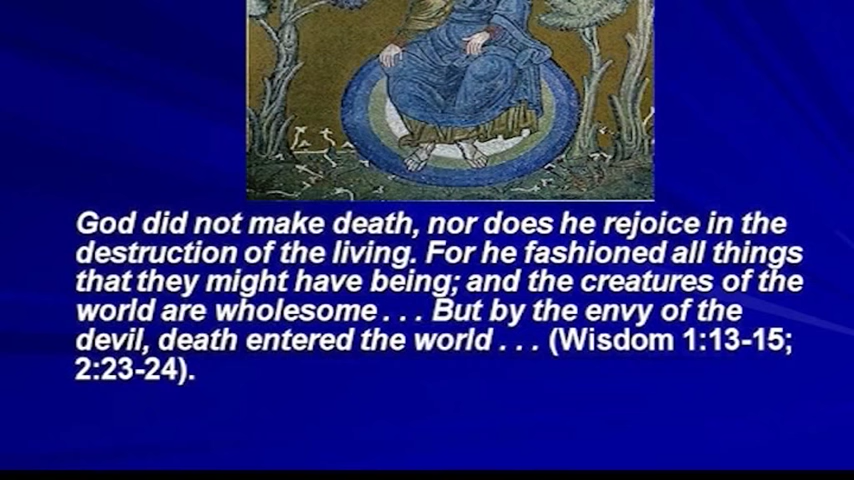 God did not make death, nor does he rejoice in the
destruction of the living. For he fashioned all things
that they might have being; and the creatures of the
world are wholesome . . . But by the envy of the
devil, death entered the world . . . (Wisdom 1:13-15;
2:23-24).